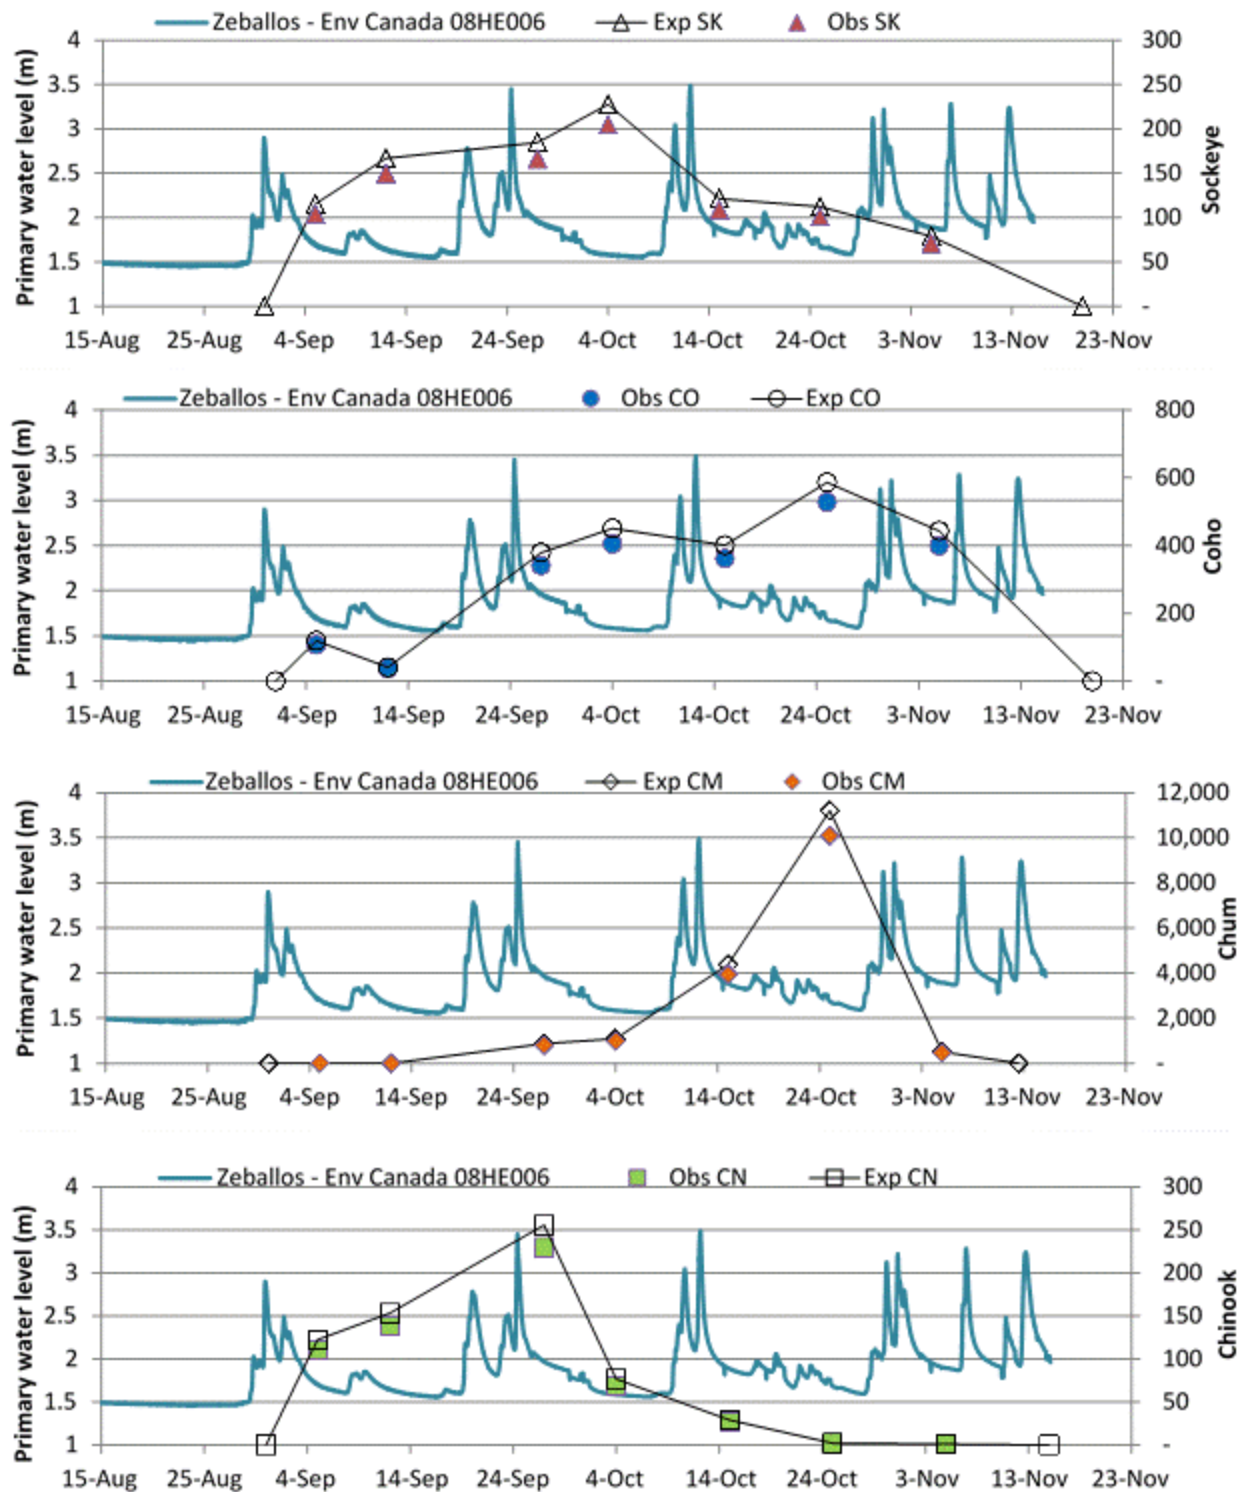 Zeballos - Env Canada 08HE006 Exp SK Obs SK
4 300
3.5 250
3 200
2.5 150
2 100
1.5 50
1 -
Primary water level (m)
Sockeye
15-Aug 25-Aug 4-Sep 14-Sep 24-Sep 4-Oct 14-Oct 24-Oct 3-Nov 13-Nov 23-Nov
Zeballos - Env Canada 08HE006 Obs CO Exp CO
4 800
3.5
600
3
2.5 400
2
200
1.5
1 -
Primary water level (m)
Coho
15-Aug 25-Aug 4-Sep 14-Sep 24-Sep 4-Oct 14-Oct 24-Oct 3-Nov 13-Nov 23-Nov
Zeballos - Env Canada 08HE006 Exp CM Obs CM
4 12,000
3.5 10,000
3 8,000
2.5 6,000
2 4,000
1.5 2,000
1 -
Primary water level (m)
Chum
15-Aug 25-Aug 4-Sep 14-Sep 24-Sep 4-Oct 14-Oct 24-Oct 3-Nov 13-Nov 23-Nov
Zeballos - Env Canada 08HE006 Obs CN Exp CN
4 300
3.5 250
3 200
2.5 150
2 100
1.5 50
1 -
Primary water level (m)
Chinook
15-Aug 25-Aug 4-Sep 14-Sep 24-Sep 4-Oct 14-Oct 24-Oct 3-Nov 13-Nov 23-Nov